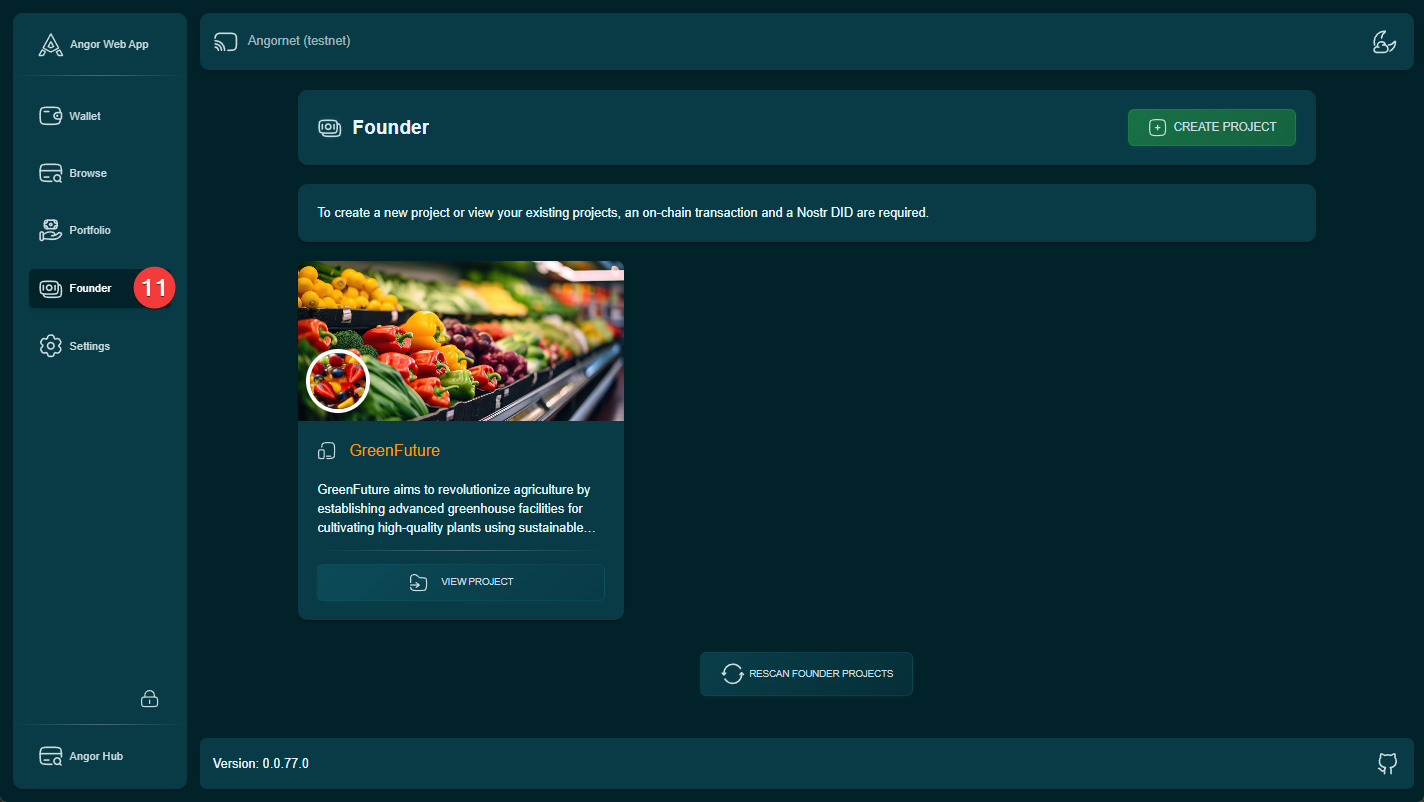 Angor Web App
Wallet
Browse
Portfolio
Founder
11
Settings
Angor Hub
Angornet (testnet)
Founder
CREATE PROJECT
To create a new project or view your existing projects, an on-chain transaction and a Nostr DID are required.
GreenFuture
GreenFuture aims to revolutionize agriculture by
establishing advanced greenhouse facilities for
cultivating high-quality plants using sustainable...
VIEW PROJECT
RESCAN FOUNDER PROJECTS
Version: 0.0.77.0